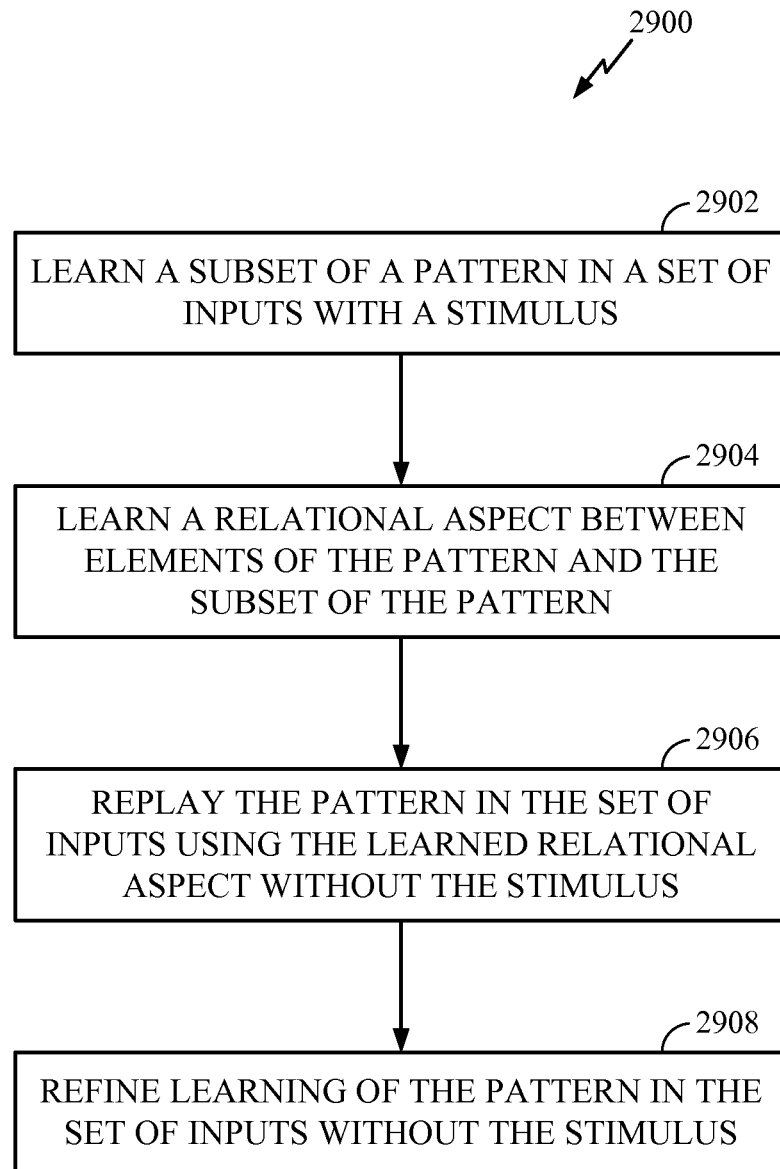 2900
2902
LEARN A SUBSET OF A PATTERN IN A SET OF
INPUTS WITH A STIMULUS
2904
LEARN A RELATIONAL ASPECT BETWEEN
ELEMENTS OF THE PATTERN AND THE
SUBSET OF THE PATTERN
2906
REPLAY THE PATTERN IN THE SET OF
INPUTS USING THE LEARNED RELATIONAL
ASPECT WITHOUT THE STIMULUS
2908
REFINE LEARNING OF THE PATTERN IN THE
SET OF INPUTS WITHOUT THE STIMULUS